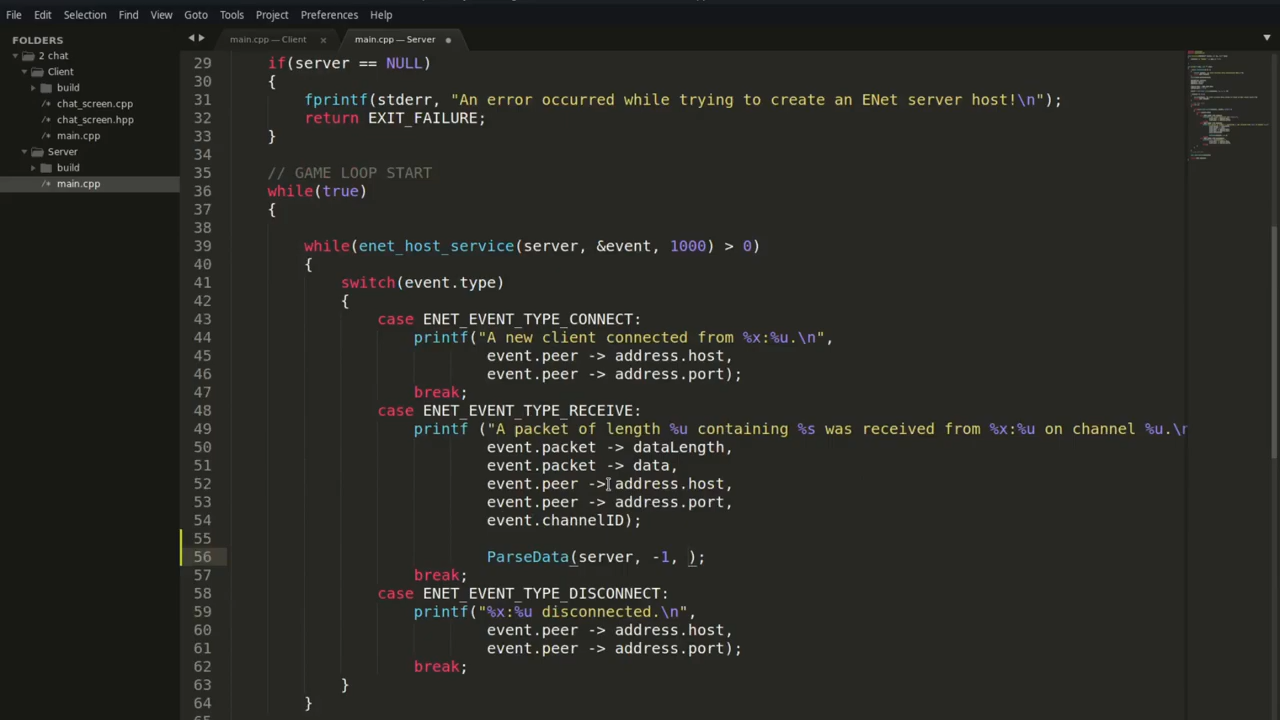 File Edit Selection Find View Goto Tools Project Preferences Help
FOLDERS
2 chat
Client
build
chat_screen.cpp
chat_screen.hpp
main.cpp
Server
build
main.cpp
main.cpp — Client
main.cpp — Server
29 if(server == NULL)
30 {
31 fprintf(stderr, "An error occurred while trying to create an ENet server host!\n");
32 return EXIT_FAILURE;
33 }
34
35 // GAME LOOP START
36 while(true)
37 {
38
39 while(enet_host_service(server, &event, 1000) > 0)
40 {
41 switch(event.type)
42 {
43 case ENET_EVENT_TYPE_CONNECT:
44 printf("A new client connected from %x:%u.\n",
45 event.peer -> address.host,
46 event.peer -> address.port);
47 break;
48 case ENET_EVENT_TYPE_RECEIVE:
49 printf ("A packet of length %u containing %s was received from %x:%u on channel %u.\n
50 event.packet -> dataLength,
51 event.packet -> data,
52 event.peer -> address.host,
53 event.peer -> address.port,
54 event.channelID);
55
56 ParseData(server, -1, );
57 break;
58 case ENET_EVENT_TYPE_DISCONNECT:
59 printf("%x:%u disconnected.\n",
60 event.peer -> address.host,
61 event.peer -> address.port);
62 break;
63 }
64 }